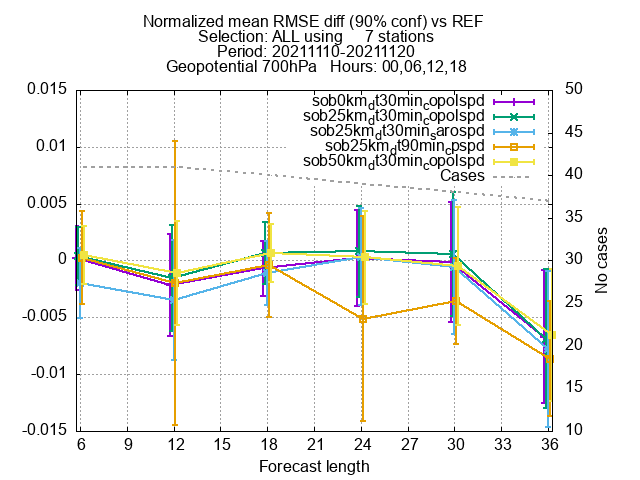 Normalized mean RMSE diff (90% conf) vs REF
Selection: ALL using 7 stations
Period: 20211110-20211120
Geopotential 700hPa Hours: 00,06,12,18
sob0km_dt30min_copolspd
sob25km_dt30min_copolspd
sob25km_dt30min_sarospd
sob25km_dt90min_cpspd
sob50km_dt30min_copolspd
Cases
0.015
0.01
0.005
0
-0.005
-0.01
-0.015
50
45
40
35
30
25
20
15
10
No cases
6 9 12 15 18 21 24 27 30 33 36
Forecast length